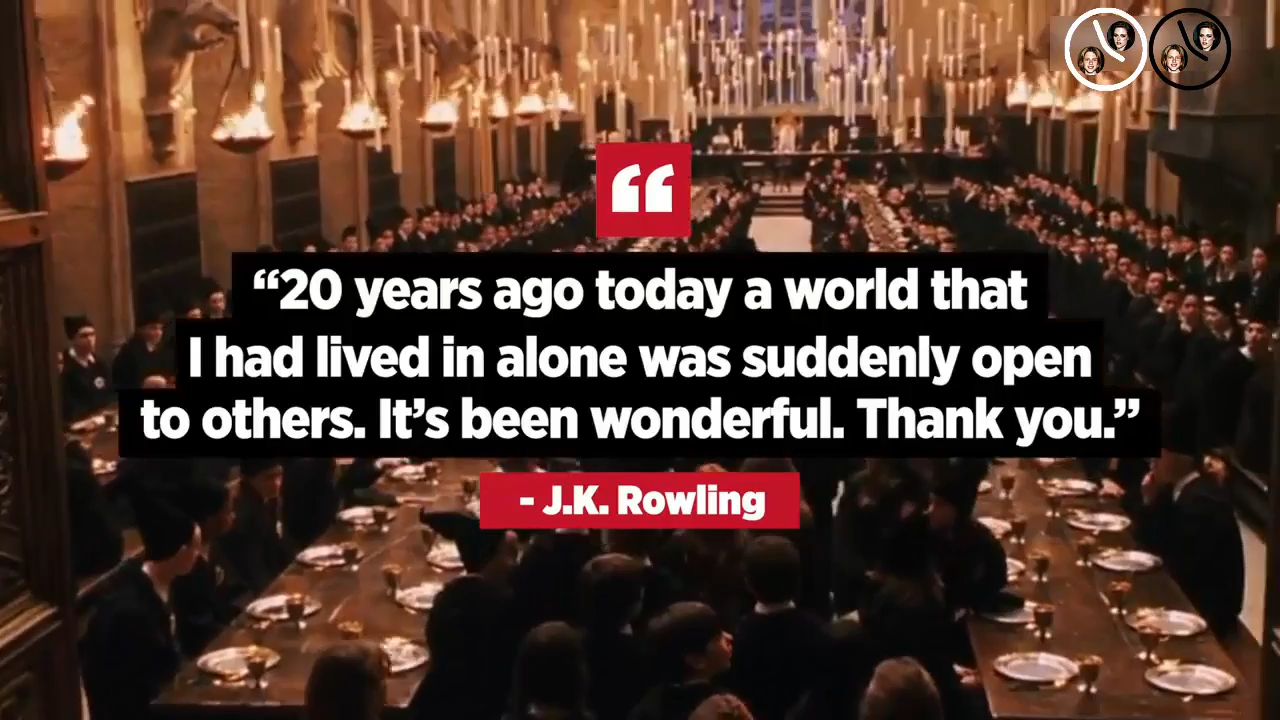 “20 years ago today a world that
I had lived in alone was suddenly open
to others. It’s been wonderful. Thank you.”
- J.K. Rowling